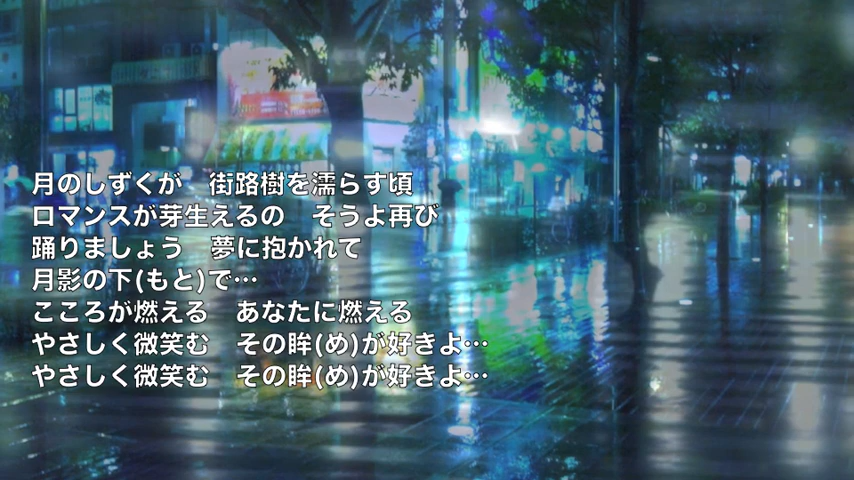 月のしずくが　街路樹を濡らす頃
ロマンスが芽生えるの　そうよ再び
踊りましょう　夢に抱かれて
月影の下(もと)で…
こころが燃える　あなたに燃える
やさしく微笑む　その眸(め)が好きよ…
やさしく微笑む　その眸(め)が好きよ…